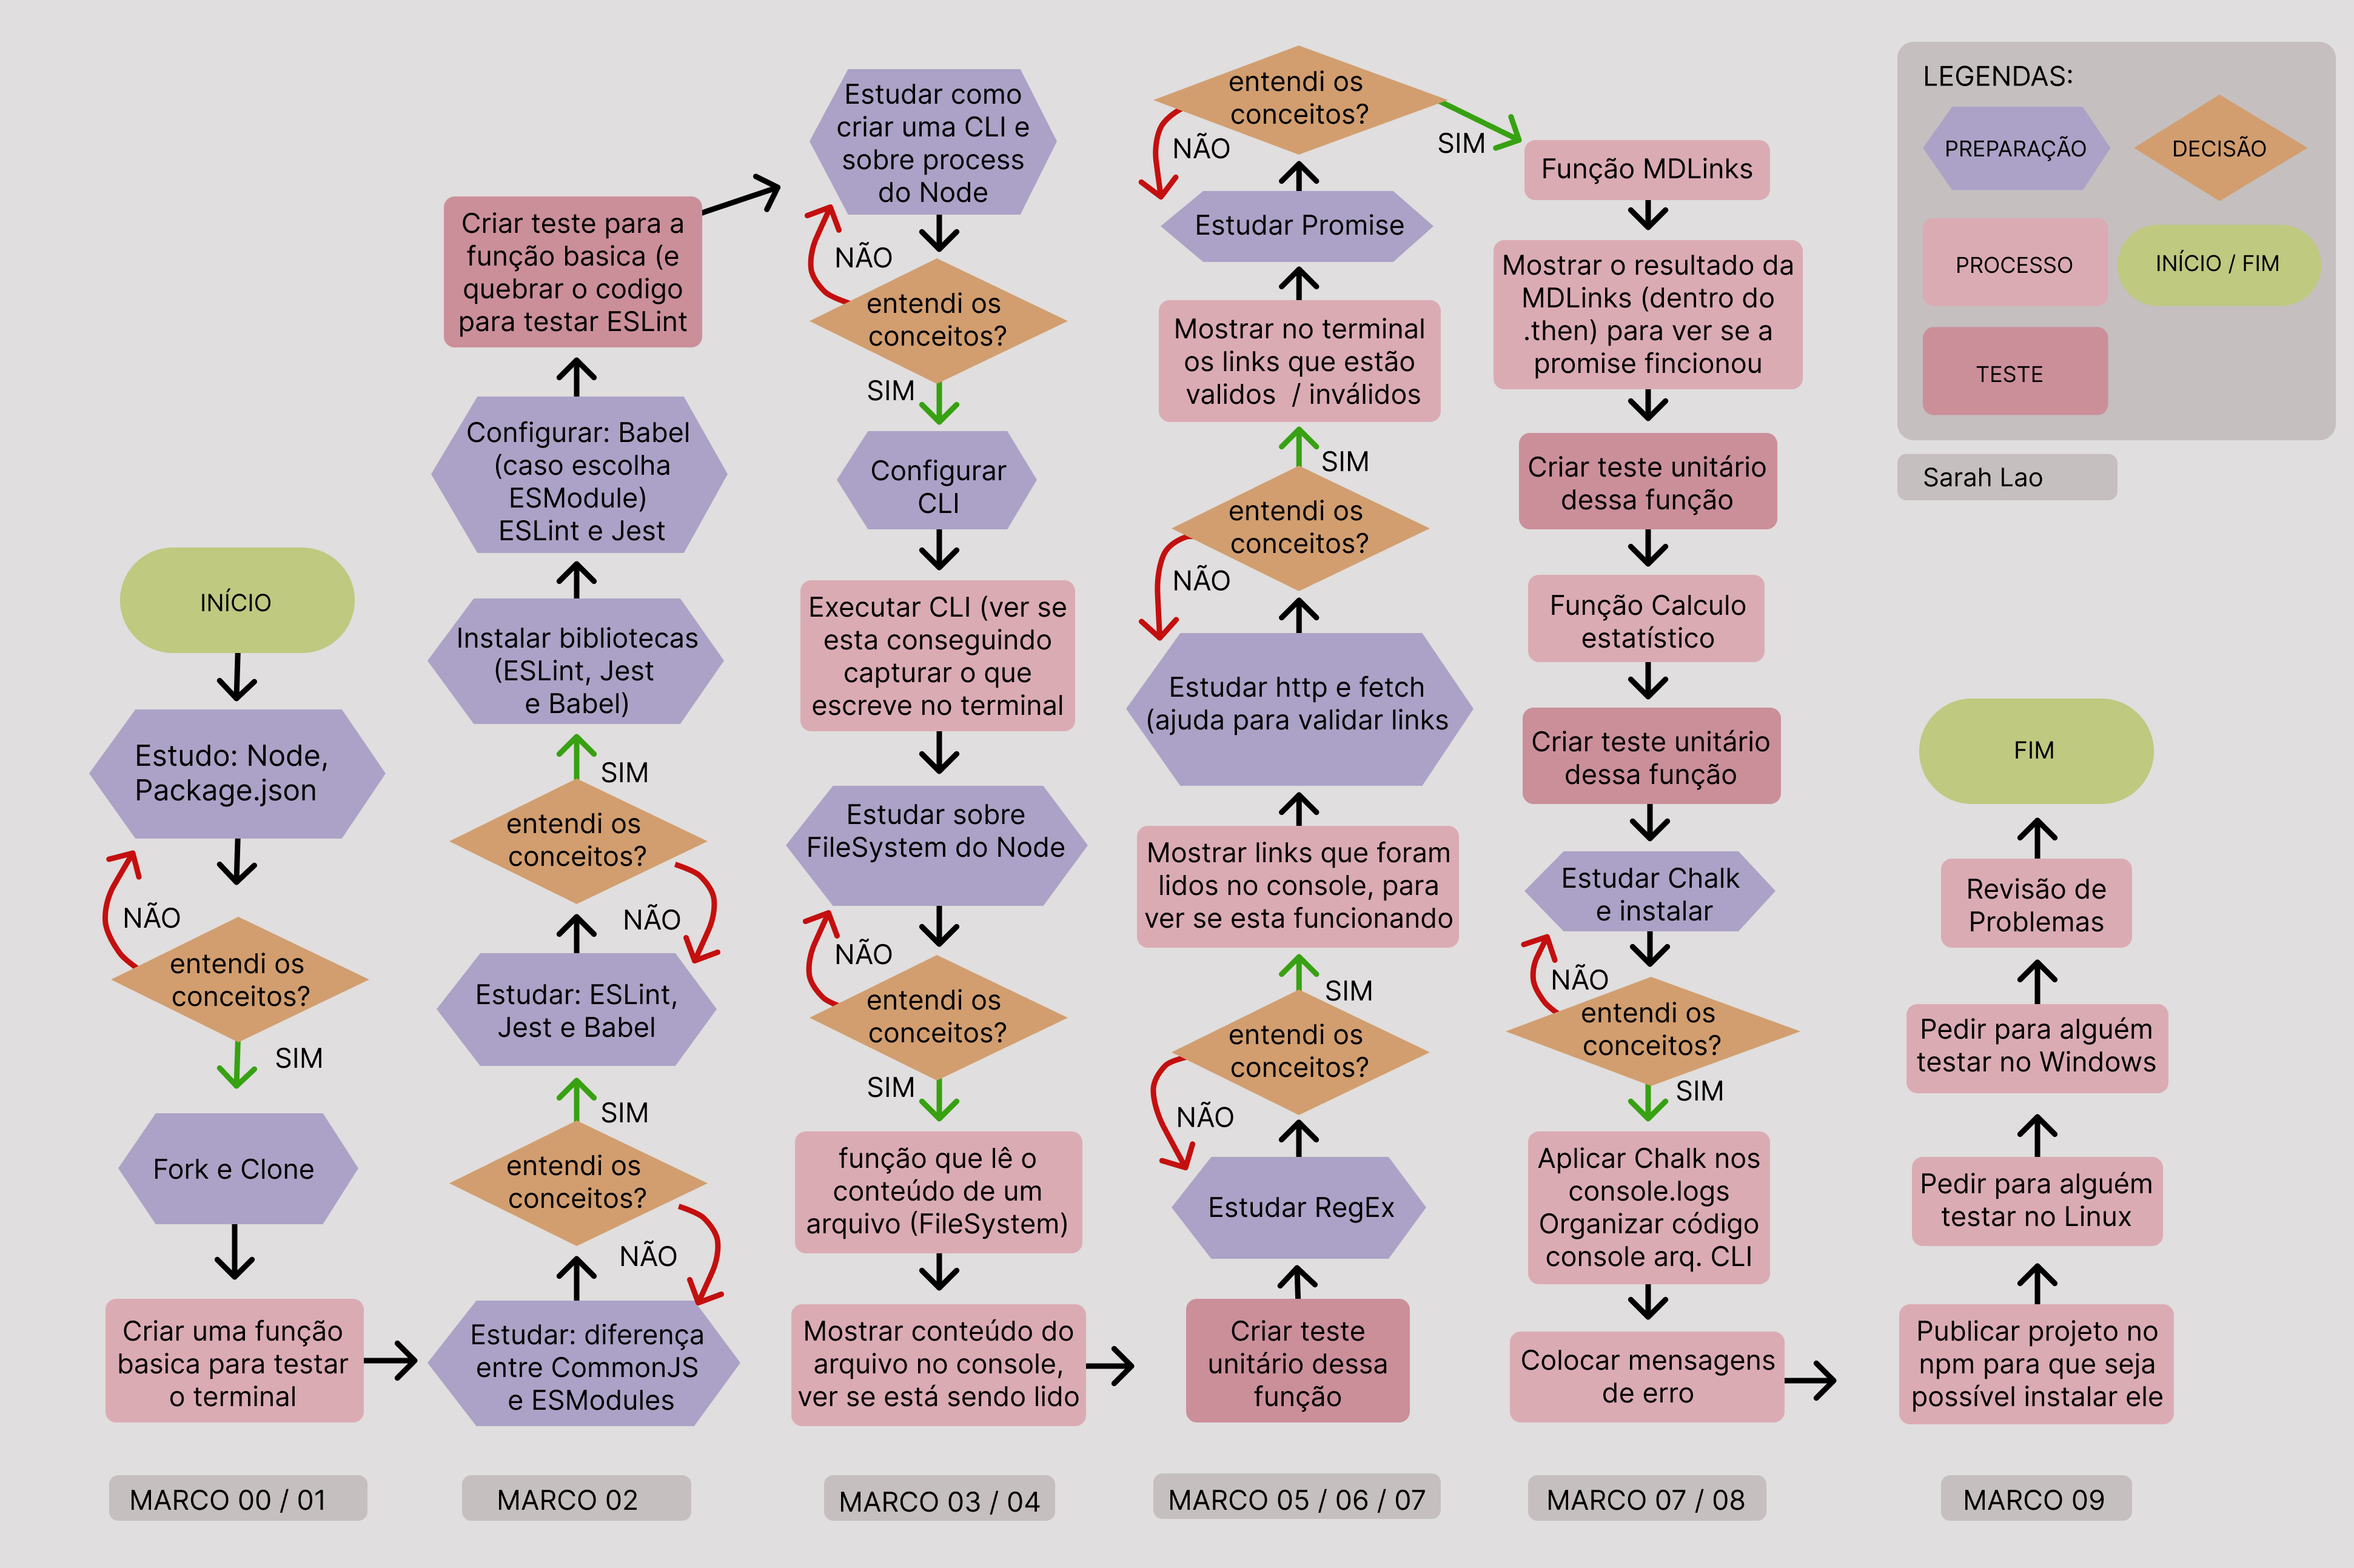 INÍCIO
Estudo: Node,
Package.json
NÃO
entendi os
conceitos?
SIM
Fork e Clone
Criar uma função
basica para testar
o terminal
MARCO 00 / 01
Criar teste para a
função basica (e
quebrar o codigo
para testar ESLint
Configurar: Babel
(caso escolha
ESModule)
ESLint e Jest
Instalar bibliotecas
(ESLint, Jest
e Babel)
SIM
entendi os
conceitos?
NÃO
Estudar: ESLint,
Jest e Babel
SIM
entendi os
conceitos?
NÃO
Estudar: diferença
entre CommonJS
e ESModules
MARCO 02
Estudar como
criar uma CLI e
sobre process
do Node
NÃO
entendi os
conceitos?
SIM
Configurar
CLI
Executar CLI (ver se
esta conseguindo
capturar o que
escreve no terminal
Estudar sobre
FileSystem do Node
NÃO
entendi os
conceitos?
SIM
função que lê o
conteúdo de um
arquivo (FileSystem)
Mostrar conteúdo do
arquivo no console,
ver se está sendo lido
MARCO 03 / 04
entendi os
conceitos?
NÃO
SIM
Estudar Promise
Mostrar no terminal
os links que estão
validos / inválidos
SIM
entendi os
conceitos?
NÃO
Estudar http e fetch
(ajuda para validar links
Mostrar links que foram
lidos no console, para
ver se esta funcionando
SIM
entendi os
conceitos?
NÃO
Estudar RegEx
Criar teste
unitário dessa
função
MARCO 05 / 06 / 07
Função MDLinks
Mostrar o resultado da
MDLinks (dentro do
.then) para ver se a
promise fincionou
Criar teste unitário
dessa função
Função Calculo
estatístico
Criar teste unitário
dessa função
Estudar Chalk
e instalar
NÃO
entendi os
conceitos?
SIM
Aplicar Chalk nos
console.logs
Organizar código
console arq. CLI
Colocar mensagens
de erro
MARCO 07 / 08
LEGENDAS:
PREPARAÇÃO
DECISÃO
PROCESSO
INÍCIO / FIM
TESTE
Sarah Lao
FIM
Revisão de
Problemas
Pedir para alguém
testar no Windows
Pedir para alguém
testar no Linux
Publicar projeto no
npm para que seja
possível instalar ele
MARCO 09